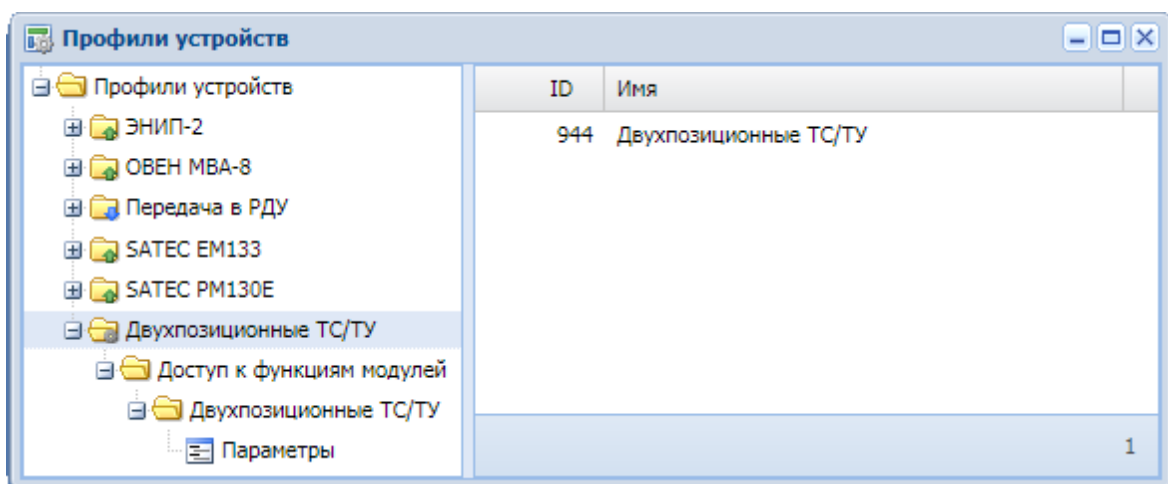 Профили устройств
Профили устройств
ЭНИП-2
ОВЕН МВА-8
Передача в РДУ
SATEC EM133
SATEC PM130E
Двухпозиционные ТС/ТУ
Доступ к функциям модулей
Двухпозиционные ТС/ТУ
Параметры
ID Имя
944 Двухпозиционные ТС/ТУ
1